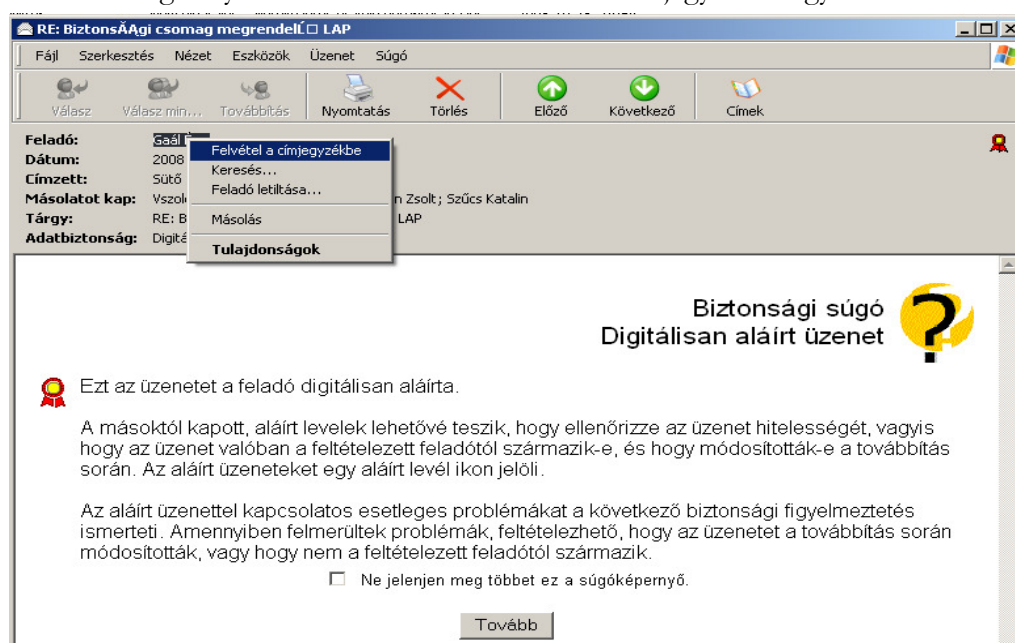 RE: BiztonsĂĄgi csomag megrendelĹ□ LAP
Fájl Szerkesztés Nézet Eszközök Üzenet Súgó
Válasz Válasz min... Továbbítás Nyomtatás Törlés Előző Következő Címek
Feladó: Gaál
Dátum: 2008
Címzett: Sütő
Másolatot kap: n Zsolt; Szűcs Katalin
Tárgy: RE: B LAP
Adatbiztonság: Digitá
Felvétel a címjegyzékbe
Keresés...
Feladó letiltása...
Másolás
Tulajdonságok
Biztonsági súgó
Digitálisan aláírt üzenet
Ezt az üzenetet a feladó digitálisan aláírta.
A másoktól kapott, aláírt levelek lehetővé teszik, hogy ellenőrizze az üzenet hitelességét, vagyis
hogy az üzenet valóban a feltételezett feladótól származik-e, és hogy módosították-e a továbbítás
során. Az aláírt üzeneteket egy aláírt levél ikon jelöli.
Az aláírt üzenettel kapcsolatos esetleges problémákat a következő biztonsági figyelmeztetés
ismerteti. Amennyiben felmerültek problémák, feltételezhető, hogy az üzenetet a továbbítás során
módosították, vagy hogy nem a feltételezett feladótól származik.
Ne jelenjen meg többet ez a súgóképernyő.
Tovább